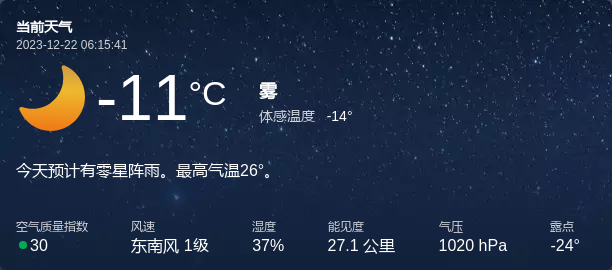 当前天气
2023-12-22 06:15:41
-11°C
雾
体感温度 -14°
今天预计有零星阵雨。最高气温26°。
空气质量指数 风速 湿度 能见度 气压 露点
30 东南风 1级 37% 27.1 公里 1020 hPa -24°